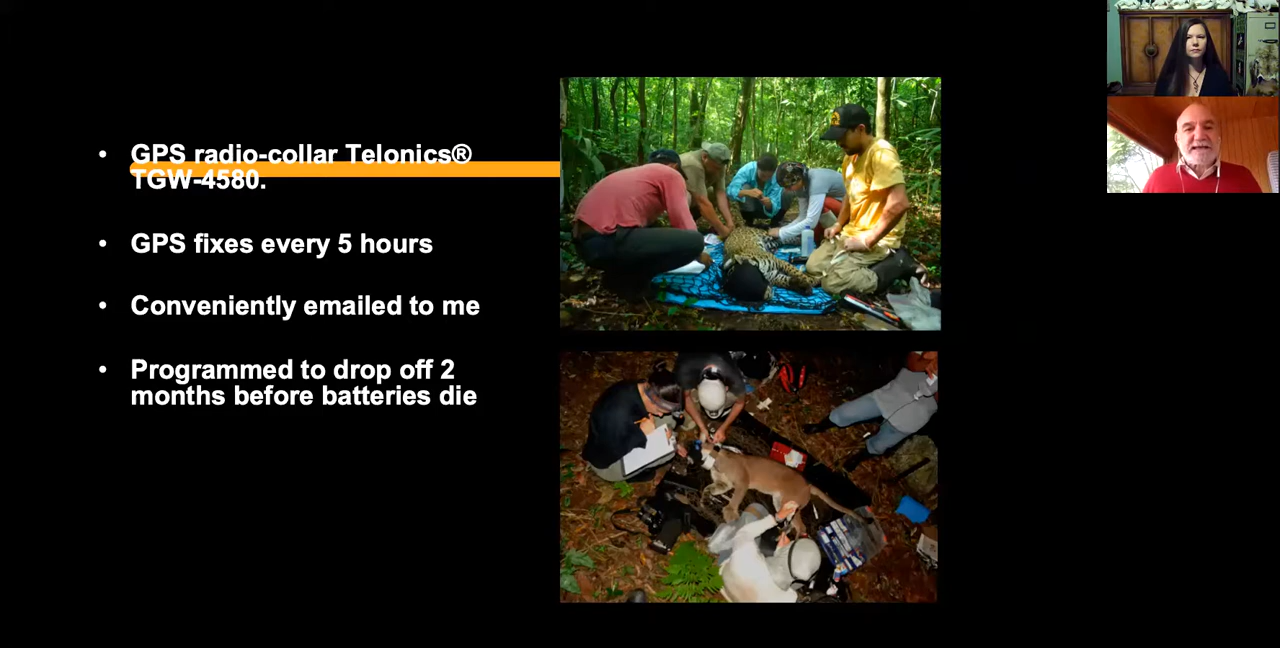 GPS radio-collar Telonics®
TGW-4580.
GPS fixes every 5 hours
Conveniently emailed to me
Programmed to drop off 2
months before batteries die